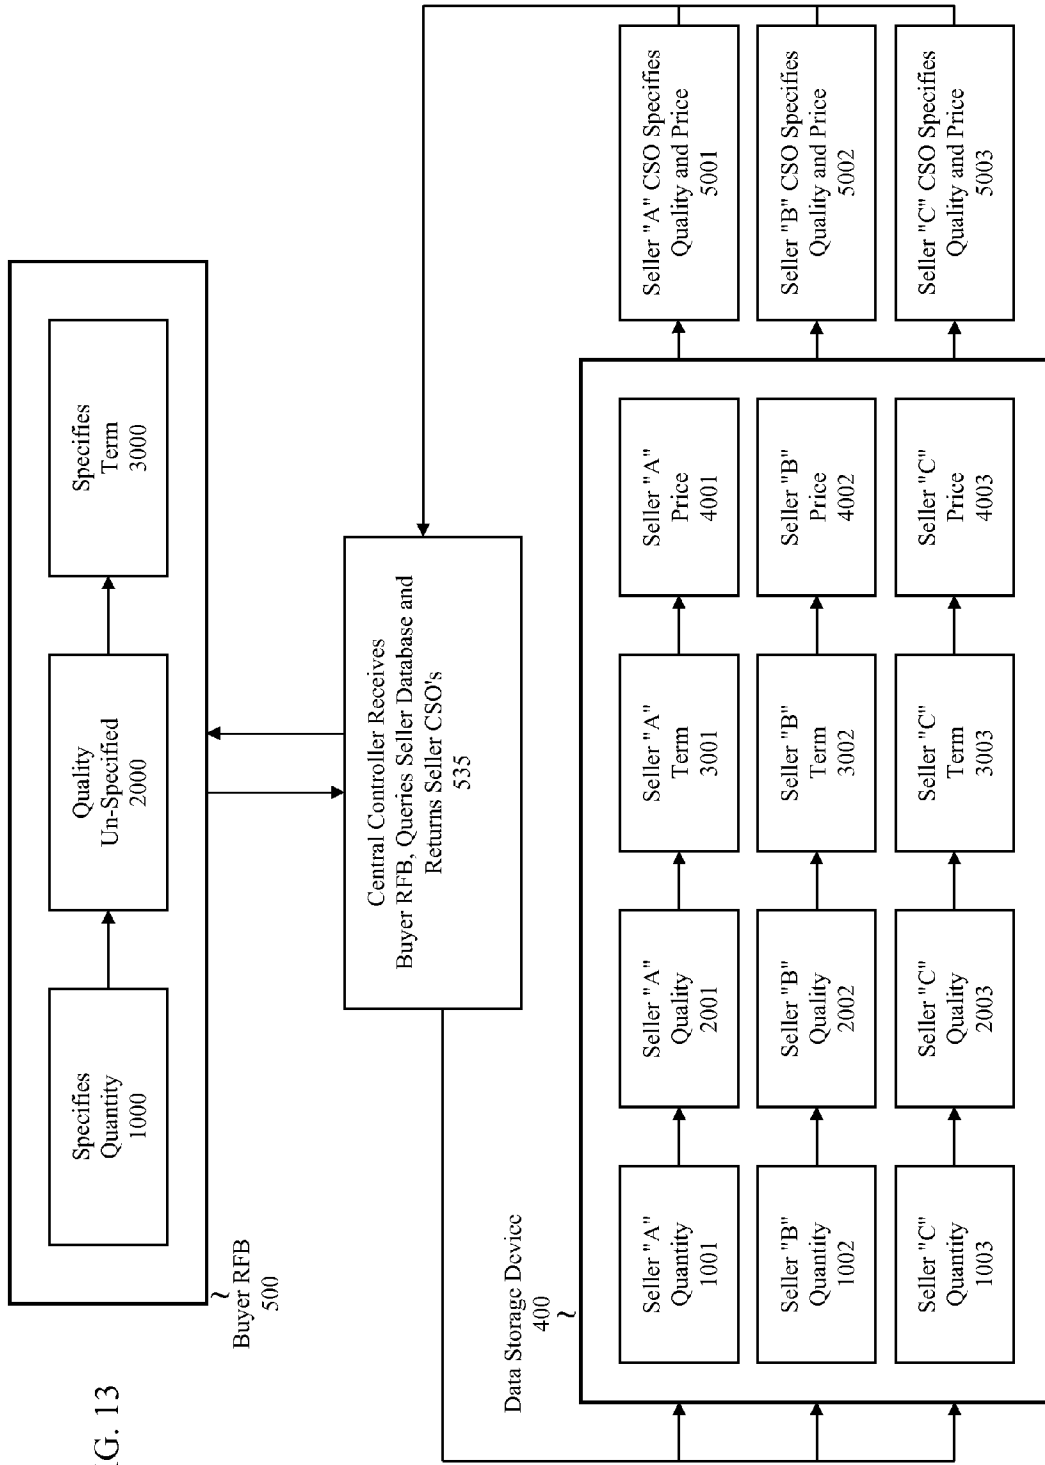 IG. 13
Buyer RFB
500
Specifies
Quantity
1000
Quality
Un-Specified
2000
Specifies
Term
3000
Central Controller Receives
Buyer RFB, Queries Seller Database and
Returns Seller CSO's
535
Data Storage Device
400
Seller "A"
Quantity
1001
Seller "A"
Quality
2001
Seller "A"
Term
3001
Seller "A"
Price
4001
Seller "A" CSO Specifies
Quality and Price
5001
Seller "B"
Quantity
1002
Seller "B"
Quality
2002
Seller "B"
Term
3002
Seller "B"
Price
4002
Seller "B" CSO Specifies
Quality and Price
5002
Seller "C"
Quantity
1003
Seller "C"
Quality
2003
Seller "C"
Term
3003
Seller "C"
Price
4003
Seller "C" CSO Specifies
Quality and Price
5003